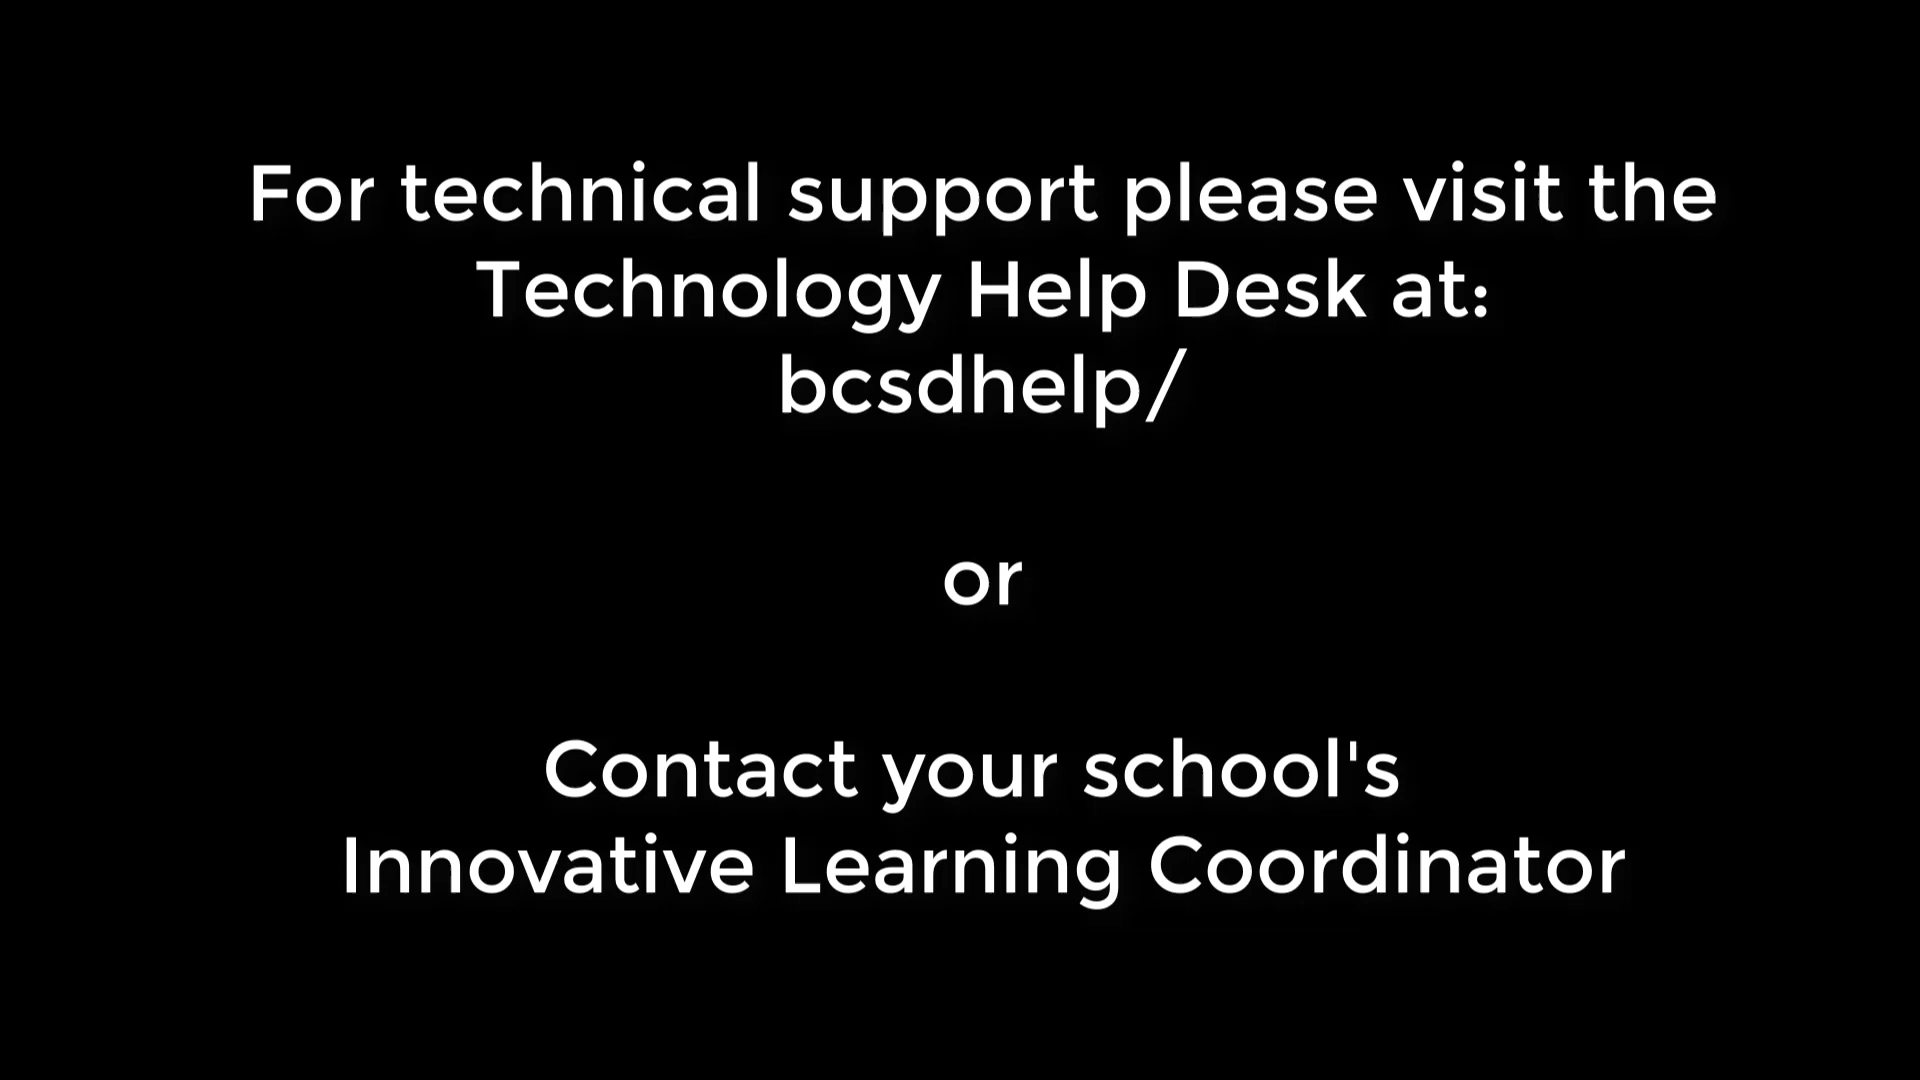 For technical support please visit the
Technology Help Desk at:
bcsdhelp/
or
Contact your school's
Innovative Learning Coordinator